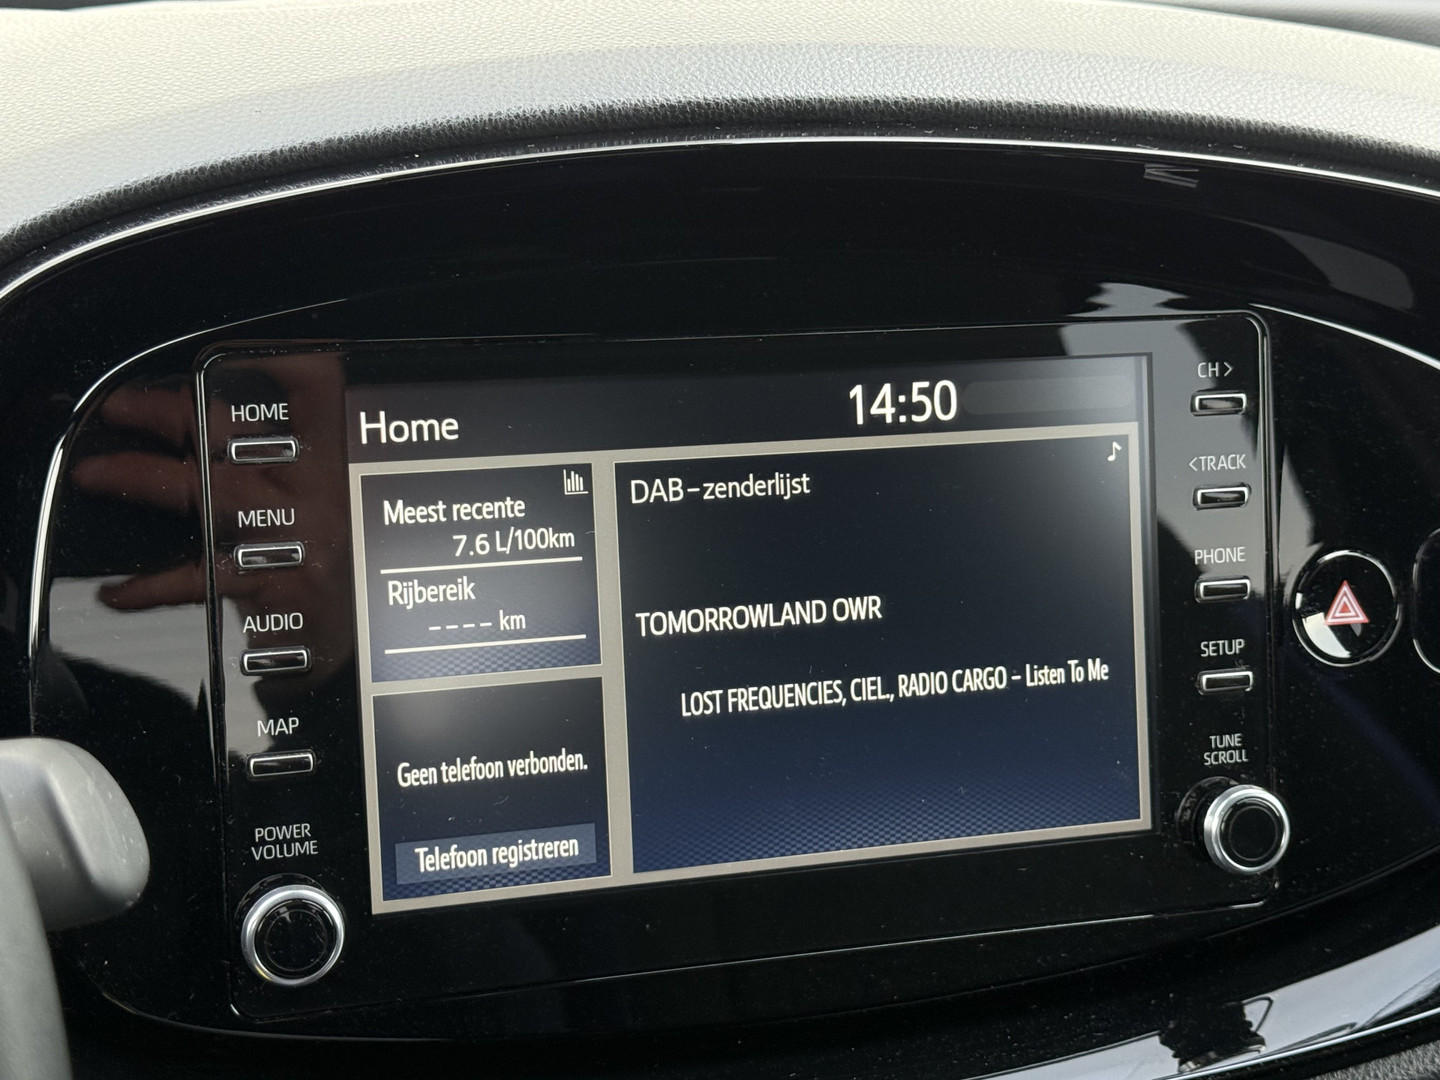 HOME
MENU
AUDIO
MAP
POWER
VOLUME
Home
14:50
Meest recente
7.6 L/100km
Rijbereik
---- km
Geen telefoon verbonden.
Telefoon registreren
DAB-zenderlijst
TOMORROWLAND OWR
LOST FREQUENCIES, CIEL., RADIO CARGO - Listen To Me
CH >
<TRACK
PHONE
SETUP
TUNE
SCROLL